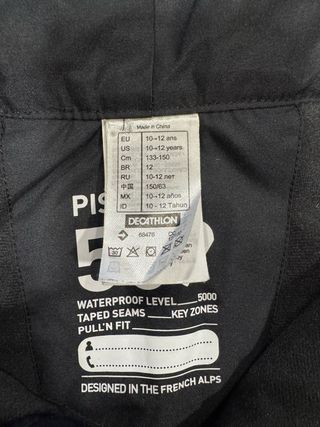 Made in China
EU 10-12 ans
US 10-12 years
Cm 133-150
BR 12
RU 10-12 лет
中国 150/63
MX 10-12 años
ID 10 - 12 Tahun
DECATHLON
68476
PIS
5
WATERPROOF LEVEL 5000
TAPED SEAMS KEY ZONES
PULL'N FIT
DESIGNED IN THE FRENCH ALPS